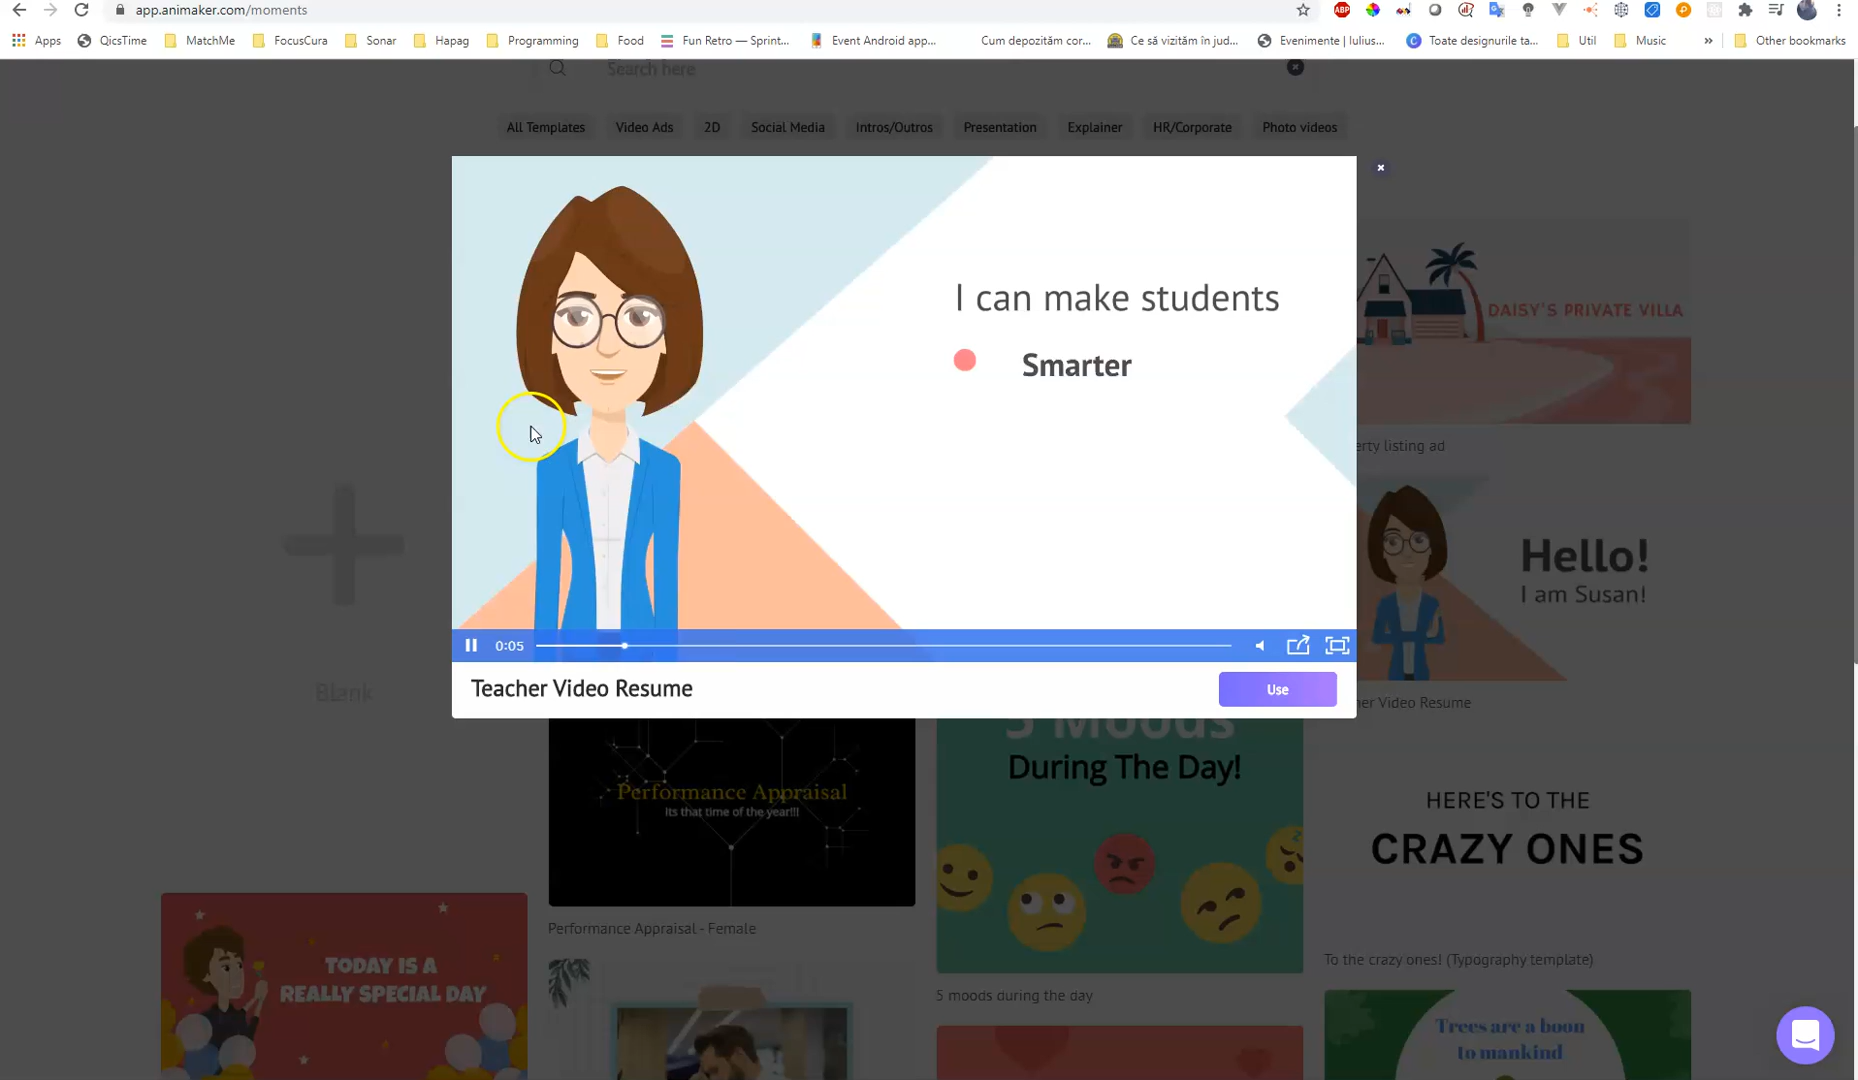 app.animaker.com/moments
Apps
QicsTime
MatchMe
FocusCura
Sonar
Hapag
Programming
Food
Fun Retro — Sprint...
Event Android app...
Cum depozităm cor...
Ce să vizităm în jud...
Evenimente | Iulius...
Toate designurile ta...
Util
Music
»
Other bookmarks
ABP
Search here
All Templates
Video Ads
2D
Social Media
Intros/Outros
Presentation
Explainer
HR/Corporate
Photo videos
I can make students
Smarter
DAISY'S PRIVATE VILLA
erty listing ad
Hello!
I am Susan!
0:05
Teacher Video Resume
Use
Blank
her Video Resume
5 Moods
During The Day!
Performance Appraisal
Its that time of the year!!!
HERE'S TO THE
CRAZY ONES
Performance Appraisal - Female
To the crazy ones! (Typography template)
TODAY IS A
REALLY SPECIAL DAY
5 moods during the day
Trees are a boon
to mankind